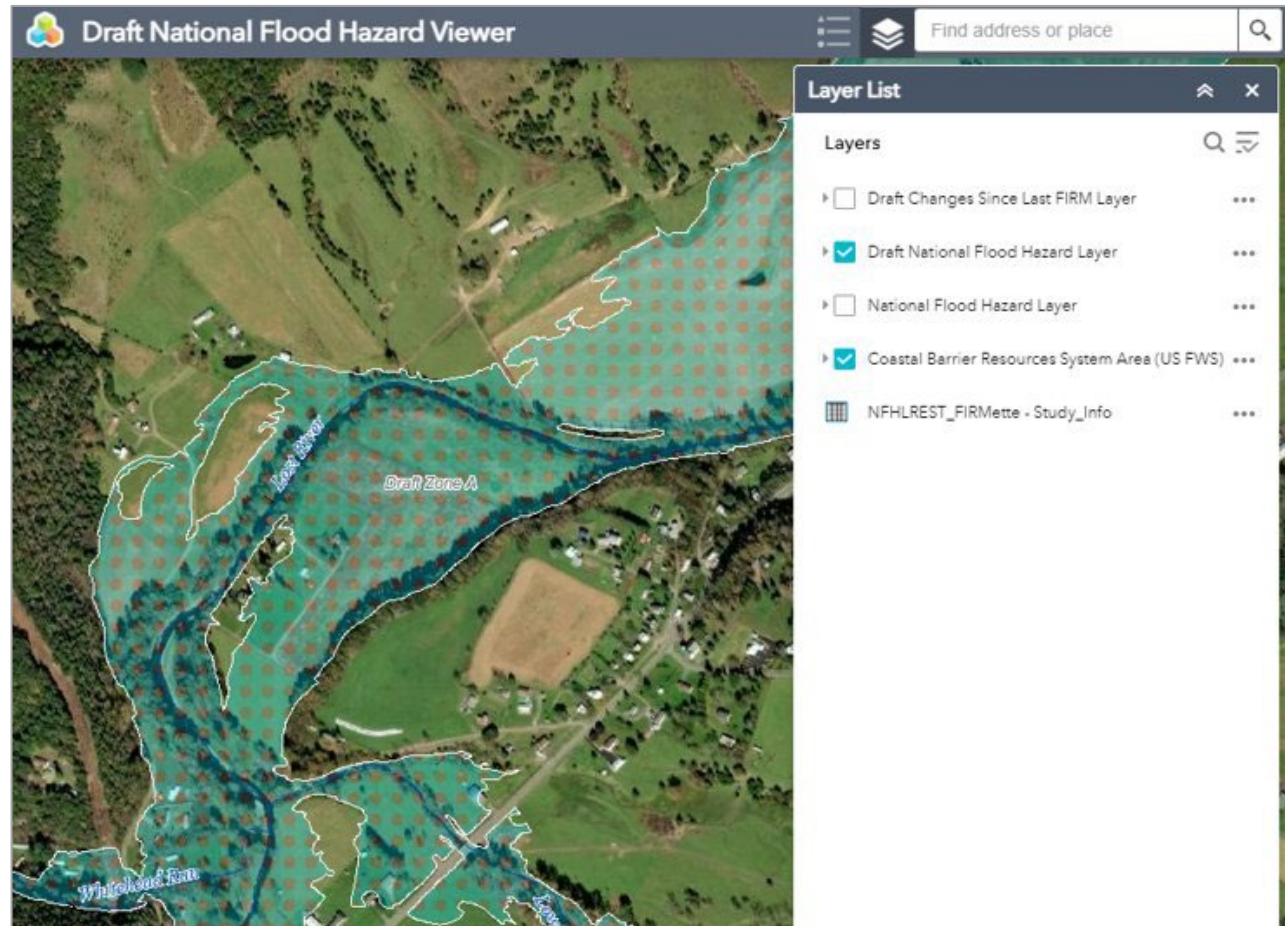 Draft National Flood Hazard Viewer
Find address or place
Layer List
Layers
Draft Changes Since Last FIRM Layer
Draft National Flood Hazard Layer
National Flood Hazard Layer
Coastal Barrier Resources System Area (US FWS)
NFHLREST_FIRMette - Study_Info
Lost River
Draft Zone A
Whitehead Run